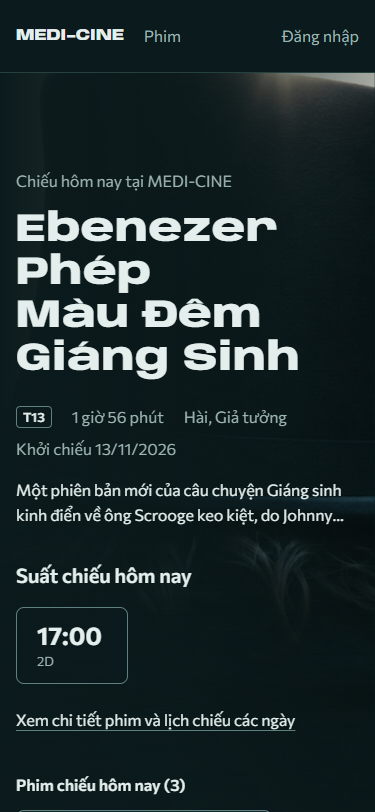 MEDI-CINE
Phim
Đăng nhập
Chiếu hôm nay tại MEDI-CINE
Ebenezer
Phép
Màu Đêm
Giáng Sinh
T13
1 giờ 56 phút
Hài, Giả tưởng
Khởi chiếu 13/11/2026
Một phiên bản mới của câu chuyện Giáng sinh
kinh điển về ông Scrooge keo kiệt, do Johnny...
Suất chiếu hôm nay
17:00
2D
Xem chi tiết phim và lịch chiếu các ngày
Phim chiếu hôm nay (3)